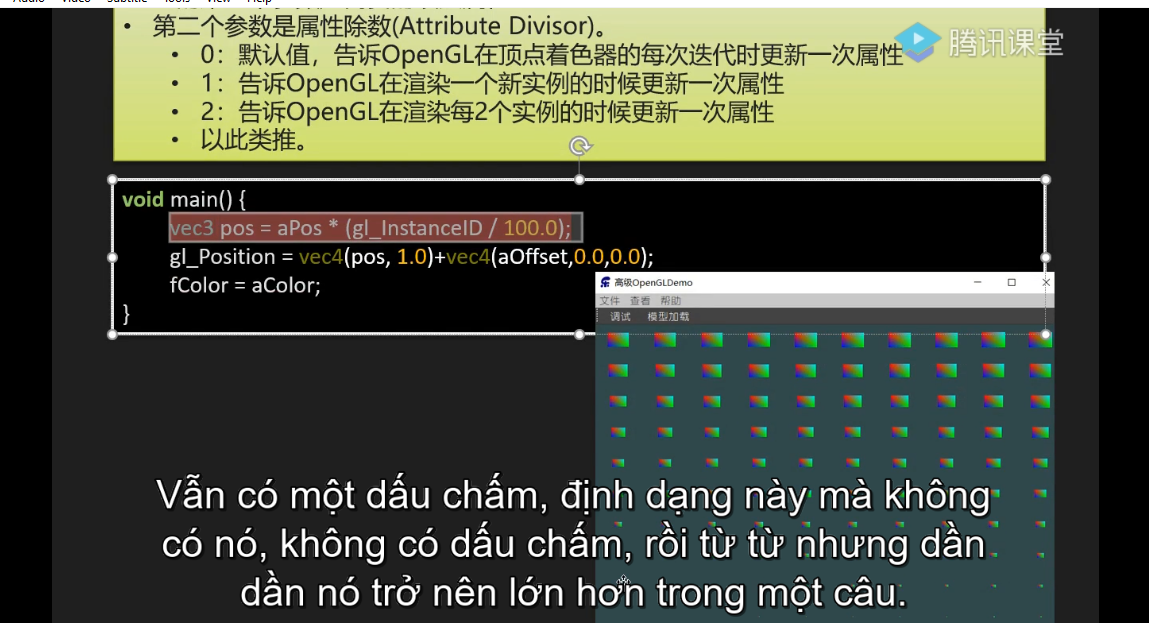 Audio Video Subtitle Tools View Help
• 第二个参数是属性除数(Attribute Divisor)。
• 0：默认值，告诉OpenGL在顶点着色器的每次迭代时更新一次属性
腾讯课堂
• 1：告诉OpenGL在渲染一个新实例的时候更新一次属性
• 2：告诉OpenGL在渲染每2个实例的时候更新一次属性
• 以此类推。
void main() {
vec3 pos = aPos * (gl_InstanceID / 100.0);
gl_Position = vec4(pos, 1.0)+vec4(aOffset,0.0,0.0);
fColor = aColor;
}
高级OpenGLDemo
文件 查看 帮助
调试 模型加载
Vẫn có một dấu chấm, định dạng này mà không
có nó, không có dấu chấm, rồi từ từ nhưng dần
dần nó trở nên lớn hơn trong một câu.